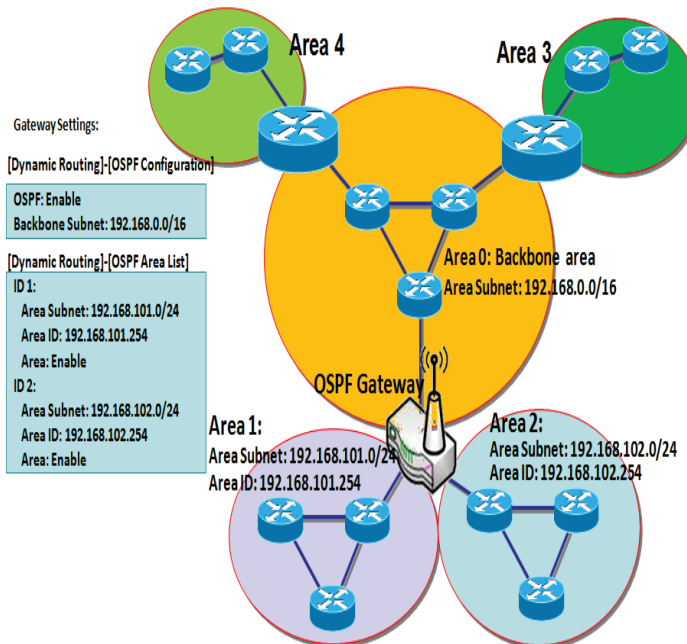 Area 4
Area 3
Gateway Settings:
[Dynamic Routing]-[OSPF Configuration]
OSPF: Enable
Backbone Subnet: 192.168.0.0/16
[Dynamic Routing]-[OSPF Area List]
ID 1:
Area Subnet: 192.168.101.0/24
Area ID: 192.168.101.254
Area: Enable
ID 2:
Area Subnet: 192.168.102.0/24
Area ID: 192.168.102.254
Area: Enable
Area 0: Backbone area
Area Subnet: 192.168.0.0/16
OSPF Gateway
Area 1:
Area Subnet: 192.168.101.0/24
Area ID: 192.168.101.254
Area 2:
Area Subnet: 192.168.102.0/24
Area ID: 192.168.102.254